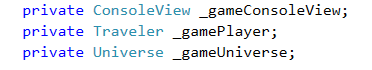 private ConsoleView _gameConsoleView;
private Traveler _gamePlayer;
private Universe _gameUniverse;